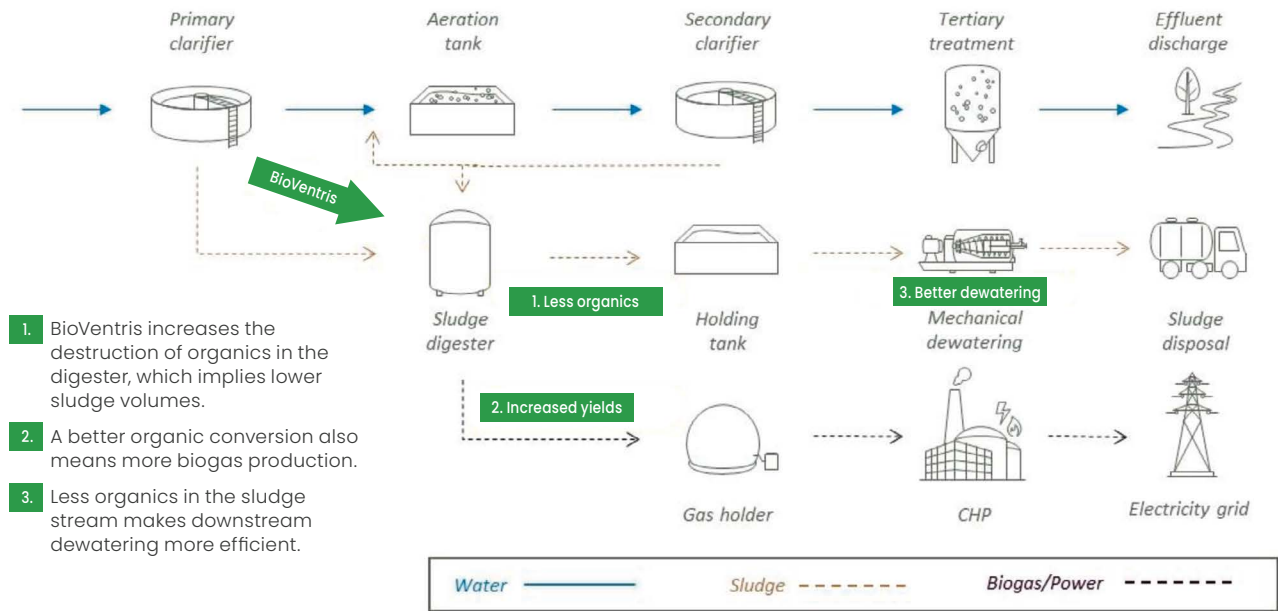 Primary
clarifier
Aeration
tank
Secondary
clarifier
Tertiary
treatment
Effluent
discharge
BioVentris
1. Less organics
3. Better dewatering
Sludge
digester
Holding
tank
Mechanical
dewatering
Sludge
disposal
1. BioVentris increases the
destruction of organics in the
digester, which implies lower
sludge volumes.
2. A better organic conversion also
means more biogas production.
3. Less organics in the sludge
stream makes downstream
dewatering more efficient.
2. Increased yields
Gas holder
CHP
Electricity grid
Water
Sludge
Biogas/Power